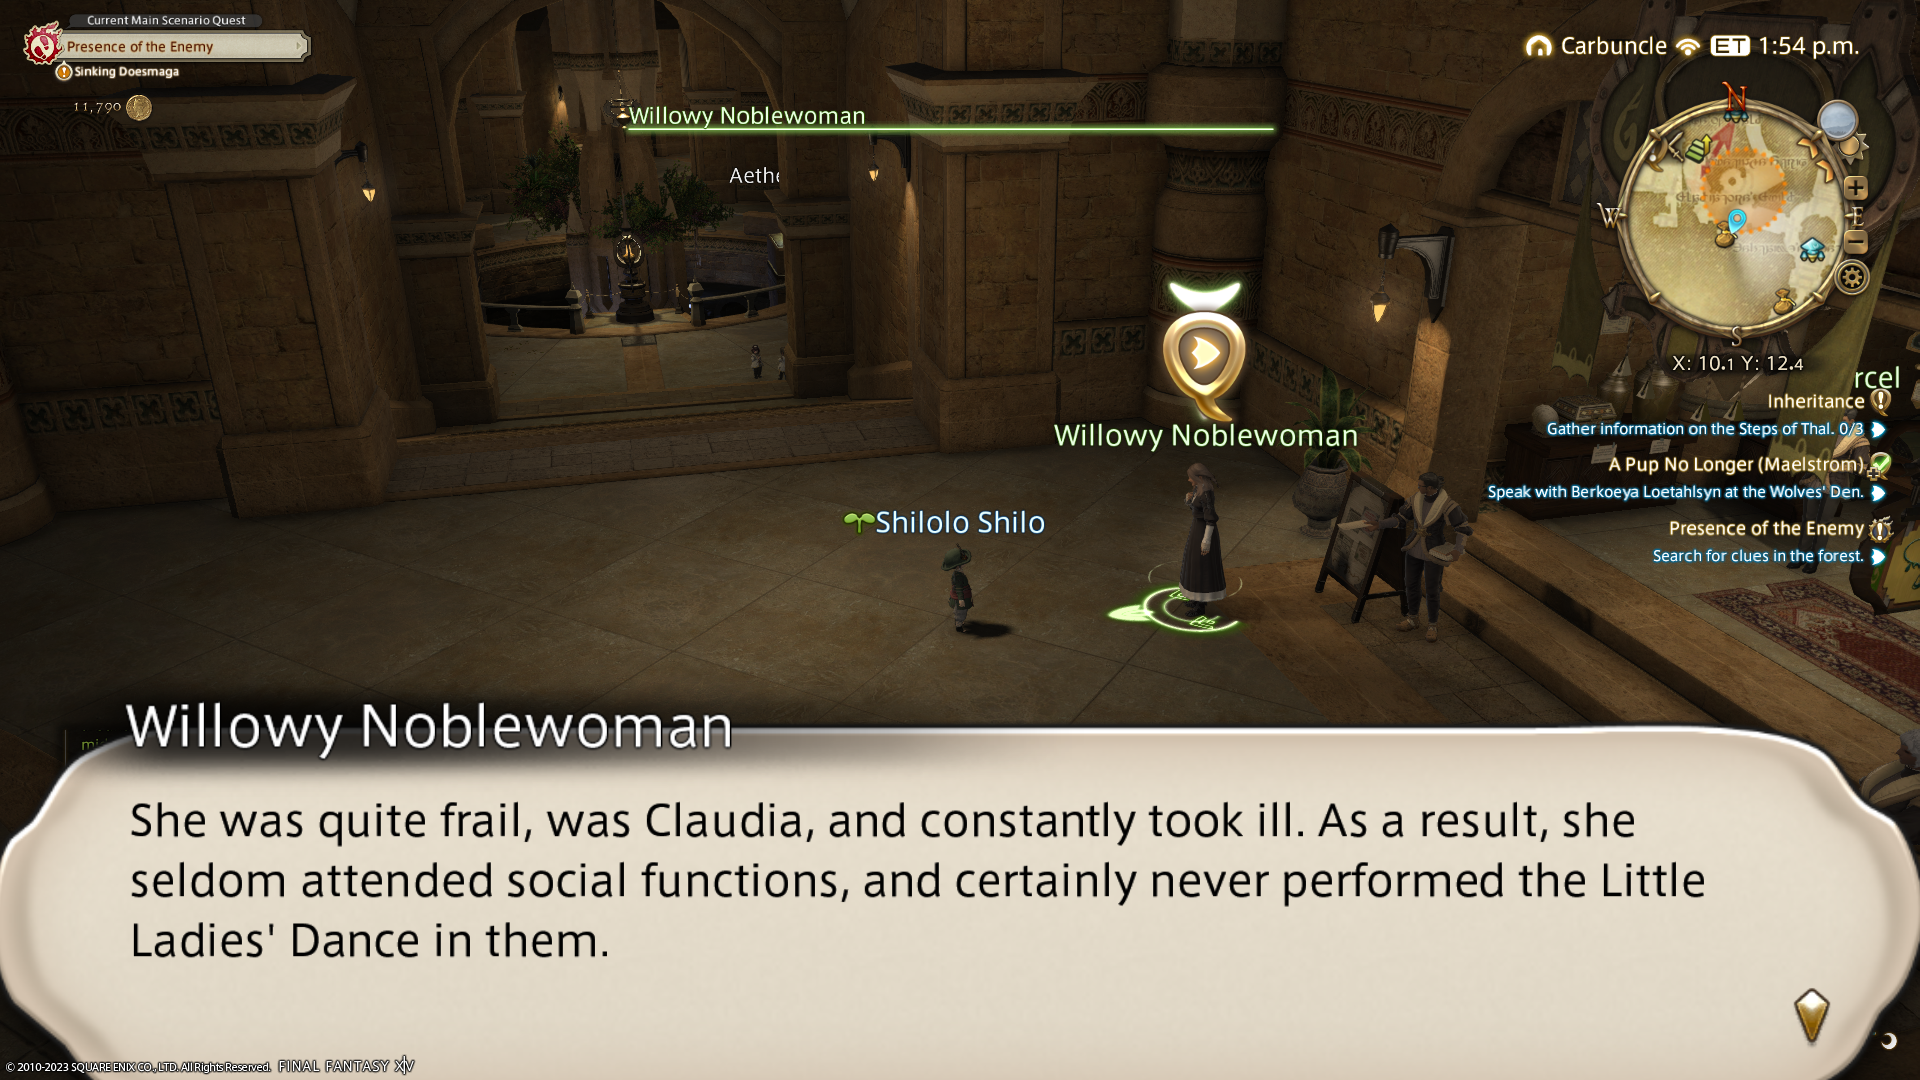 Current Main Scenario Quest
Presence of the Enemy
Sinking Doesmaga
11,790
Willowy Noblewoman
Aethe
Carbuncle ET 1:54 p.m.
N
W
E
S
X: 10.1 Y: 12.4
rcel
Inheritance
Gather information on the Steps of Thal. 0/3
A Pup No Longer (Maelstrom)
Speak with Berkoeya Loetahlsyn at the Wolves' Den.
Presence of the Enemy
Search for clues in the forest.
Willowy Noblewoman
Shilolo Shilo
Willowy Noblewoman
She was quite frail, was Claudia, and constantly took ill. As a result, she
seldom attended social functions, and certainly never performed the Little
Ladies' Dance in them.
© 2010-2023 SQUARE ENIX CO., LTD. All Rights Reserved. FINAL FANTASY XIV